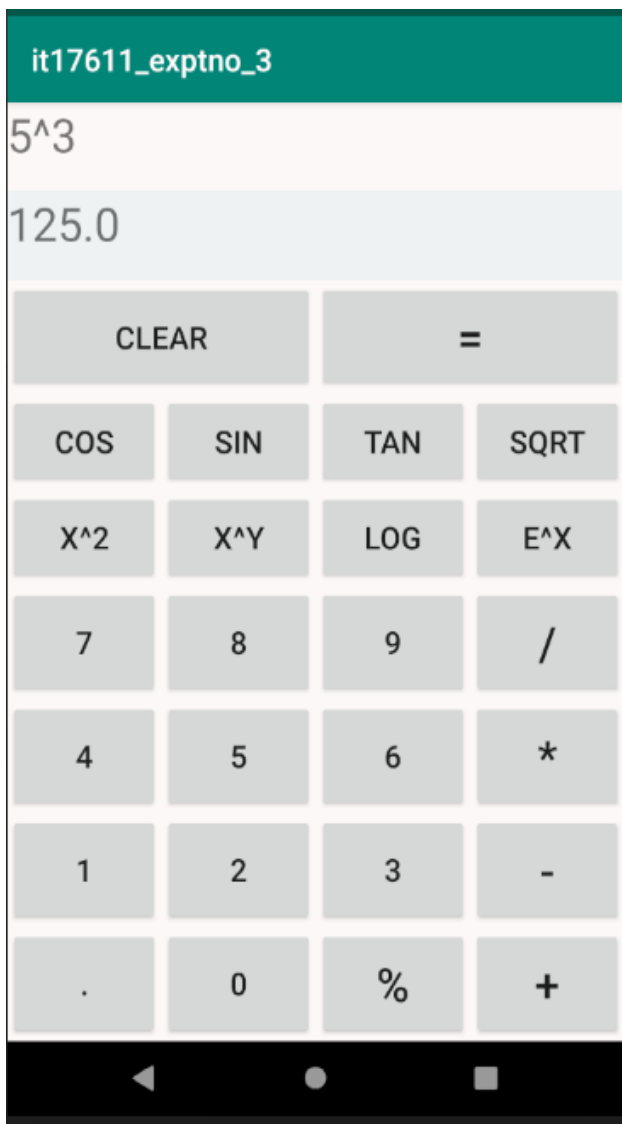 it17611_exptno_3
5^3
125.0
CLEAR =
COS SIN TAN SQRT
X^2 X^Y LOG E^X
7 8 9 /
4 5 6 *
1 2 3 -
. 0 % +